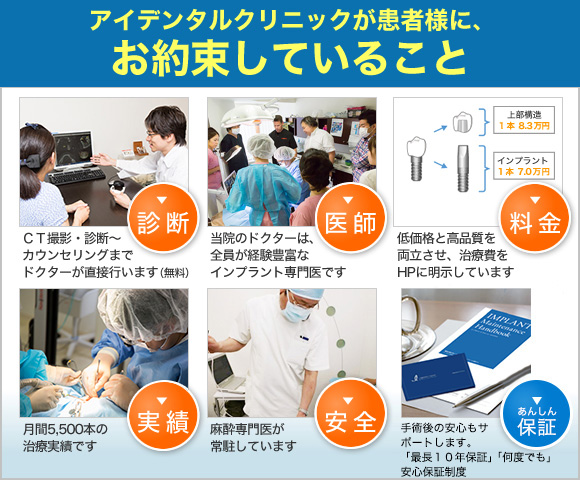 アイデンタルクリニックが患者様に、
お約束していること
診断
ＣＴ撮影・診断～
カウンセリングまで
ドクターが直接行います(無料)
医師
当院のドクターは、
全員が経験豊富な
インプラント専門医です
上部構造
1本 8.3万円
インプラント
1本 7.0万円
料金
低価格と高品質を
両立させ、治療費を
HPに明示しています
実績
月間5,500本の
治療実績です
安全
麻酔専門医が
常駐しています
IMPLANT
Maintenance
Handbook
あんしん
保証
手術後の安心もサ
ポートします。
「最長１０年保証」「何度でも」
安心保証制度